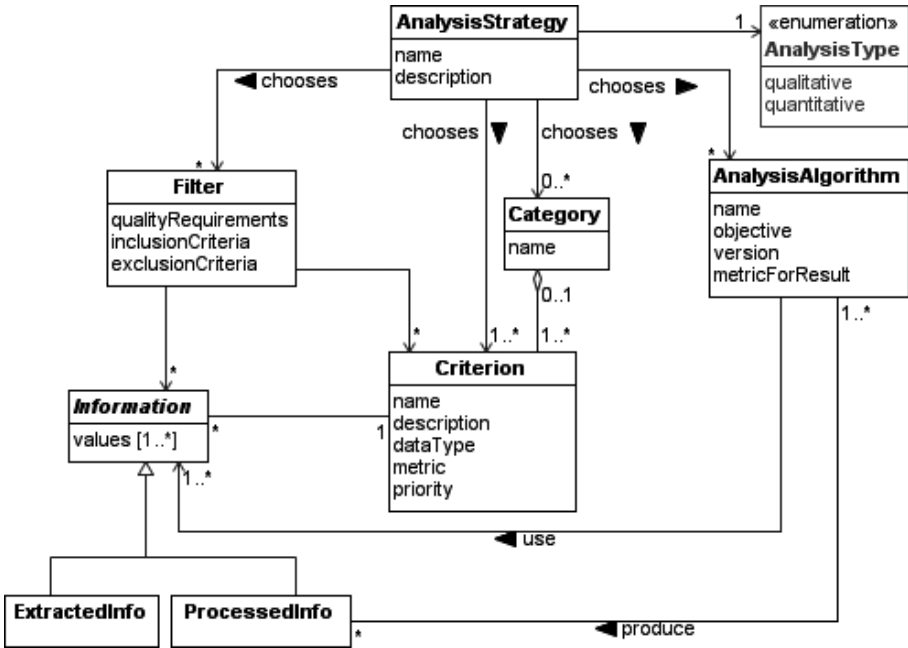 AnalysisStrategy
name
description
1
«enumeration»
AnalysisType
qualitative
quantitative
chooses
chooses
chooses
chooses
*
*
0..*
Filter
qualityRequirements
inclusionCriteria
exclusionCriteria
Category
name
AnalysisAlgorithm
name
objective
version
metricForResult
0..1
1..*
*
1..*
1..*
*
Criterion
name
description
dataType
metric
priority
Information
values [1..*]
*
1
1..*
use
ExtractedInfo
ProcessedInfo
*
produce